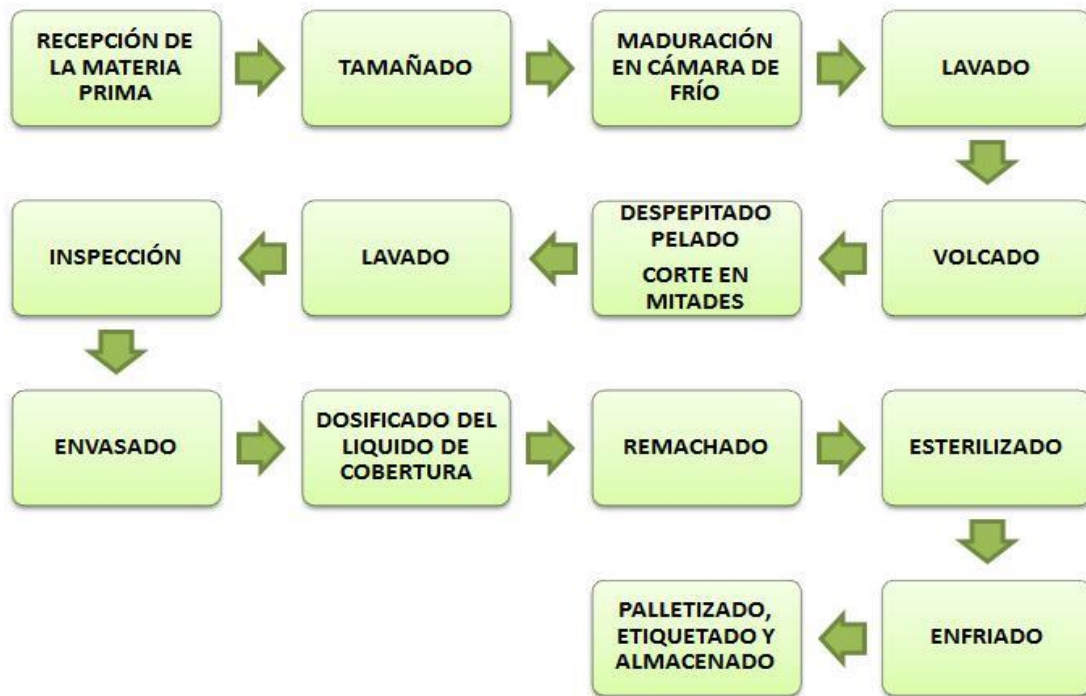 RECEPCIÓN DE
LA MATERIA
PRIMA
TAMAÑADO
MADURACIÓN
EN CÁMARA DE
FRÍO
LAVADO
VOLCADO
DESPEPITADO
PELADO
CORTE EN
MITADES
LAVADO
INSPECCIÓN
ENVASADO
DOSIFICADO DEL
LIQUIDO DE
COBERTURA
REMACHADO
ESTERILIZADO
ENFRIADO
PALLETIZADO,
ETIQUETADO Y
ALMACENADO